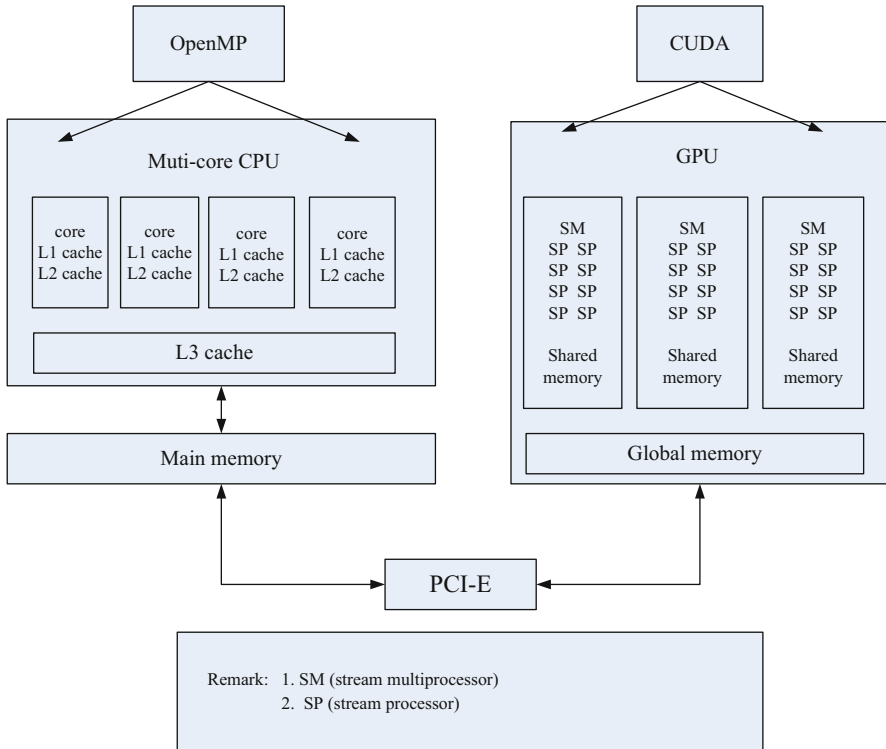 OpenMP
CUDA
Muti-core CPU
core
L1 cache
L2 cache
core
L1 cache
L2 cache
core
L1 cache
L2 cache
core
L1 cache
L2 cache
L3 cache
Main memory
GPU
SM
SP SP
SP SP
SP SP
SP SP
Shared
memory
SM
SP SP
SP SP
SP SP
SP SP
Shared
memory
SM
SP SP
SP SP
SP SP
SP SP
Shared
memory
Global memory
PCI-E
Remark: 1. SM (stream multiprocessor)
2. SP (stream processor)